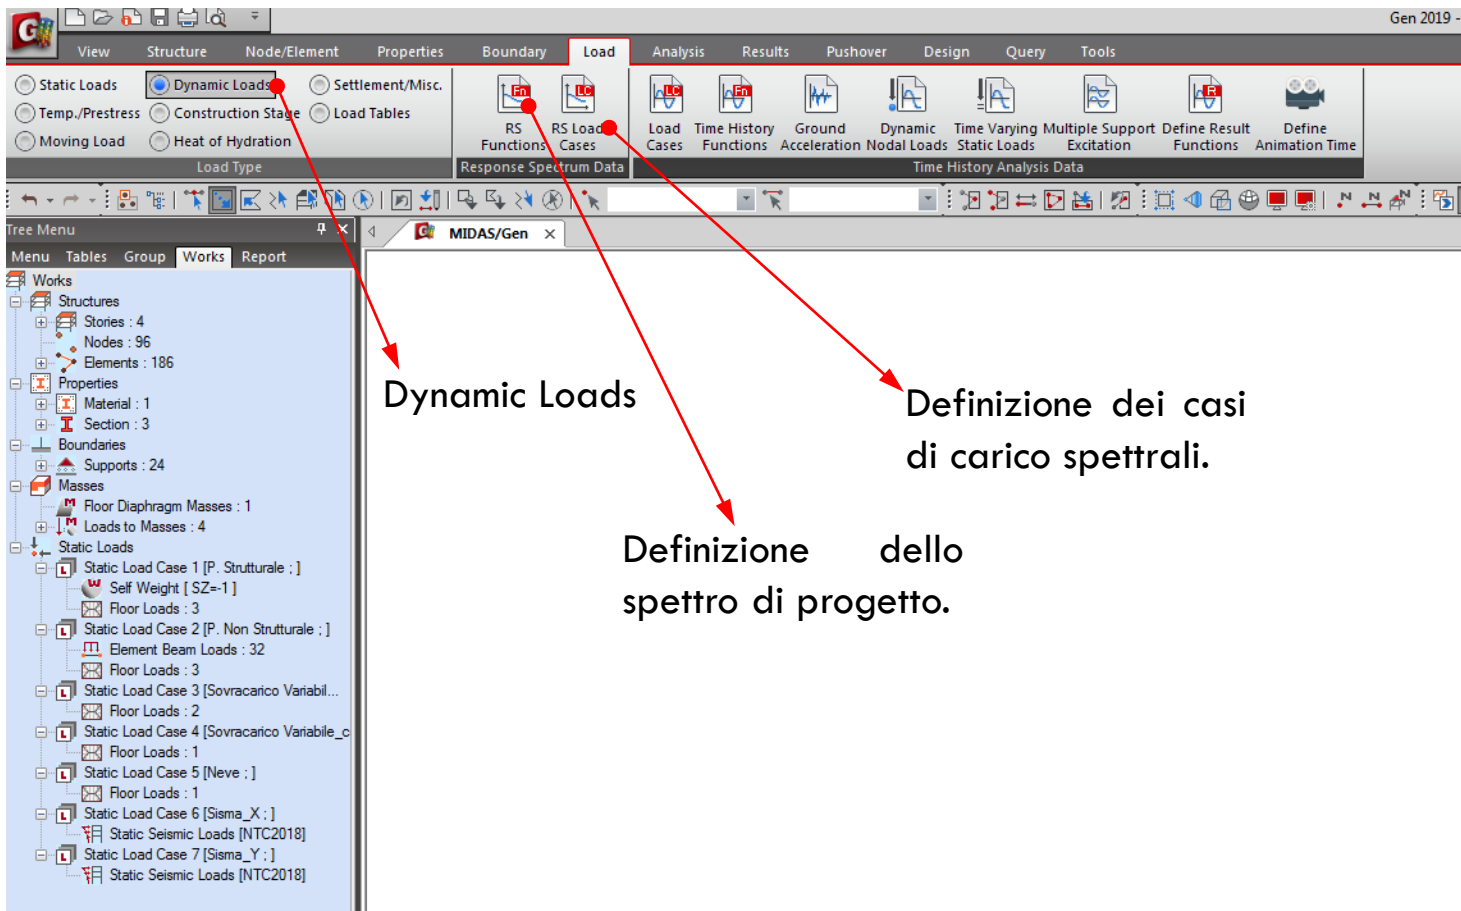 Gen 2019 -
View Structure Node/Element Properties Boundary Load Analysis Results Pushover Design Query Tools
Static Loads Dynamic Loads Settlement/Misc.
Temp./Prestress Construction Stage Load Tables
Moving Load Heat of Hydration
RS Functions
RS Load Cases
Load Cases
Time History Functions
Ground Acceleration
Dynamic Nodal Loads
Time Varying Static Loads
Multiple Support Excitation
Define Result Functions
Define Animation Time
Load Type Response Spectrum Data Time History Analysis Data
Tree Menu
MIDAS/Gen
Menu Tables Group Works Report
Works
Structures
Stories : 4
Nodes : 96
Elements : 186
Properties
Material : 1
Section : 3
Boundaries
Supports : 24
Masses
Floor Diaphragm Masses : 1
Loads to Masses : 4
Static Loads
Static Load Case 1 [P. Strutturale ; ]
Self Weight [ SZ=-1 ]
Floor Loads : 3
Static Load Case 2 [P. Non Strutturale ; ]
Element Beam Loads : 32
Floor Loads : 3
Static Load Case 3 [Sovracarico Variabil...
Floor Loads : 2
Static Load Case 4 [Sovracarico Variabile_c
Floor Loads : 1
Static Load Case 5 [Neve ; ]
Floor Loads : 1
Static Load Case 6 [Sisma_X ; ]
Static Seismic Loads [NTC2018]
Static Load Case 7 [Sisma_Y ; ]
Static Seismic Loads [NTC2018]
Dynamic Loads
Definizione dei casi
di carico spettrali.
Definizione dello
spettro di progetto.